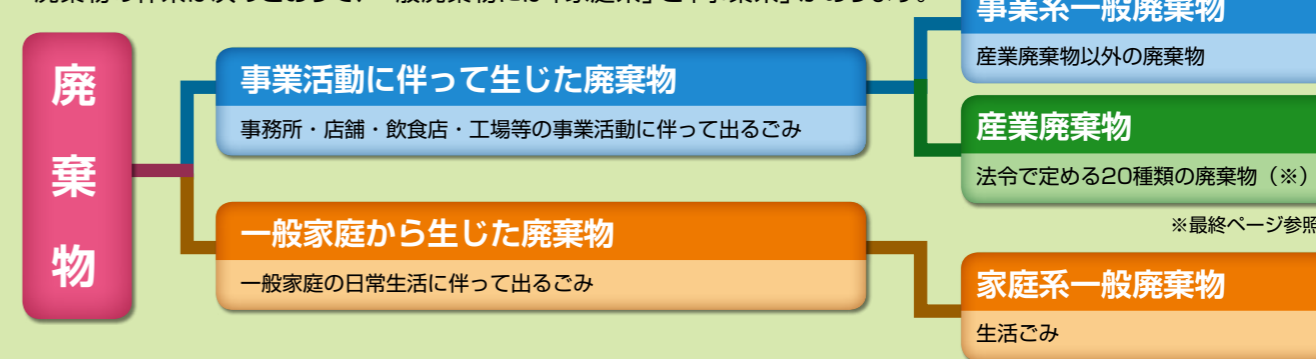 廃棄物
事業活動に伴って生じた廃棄物
事務所・店舗・飲食店・工場等の事業活動に伴って出るごみ
一般家庭から生じた廃棄物
一般家庭の日常生活に伴って出るごみ
事業系一般廃棄物
産業廃棄物以外の廃棄物
産業廃棄物
法令で定める20種類の廃棄物（※）
※最終ページ参照
家庭系一般廃棄物
生活ごみ